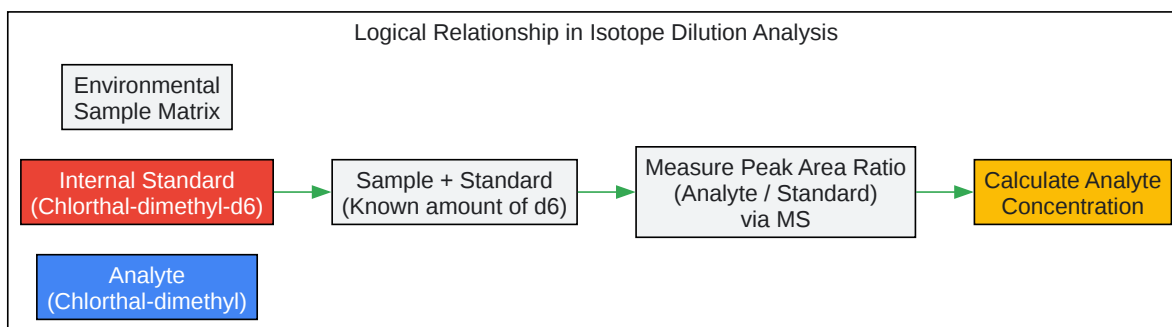 Logical Relationship in Isotope Dilution Analysis
Environmental
Sample Matrix
Internal Standard
(Chlorthal-dimethyl-d6)
Sample + Standard
(Known amount of d6)
Measure Peak Area Ratio
(Analyte / Standard)
via MS
Calculate Analyte
Concentration
Analyte
(Chlorthal-dimethyl)